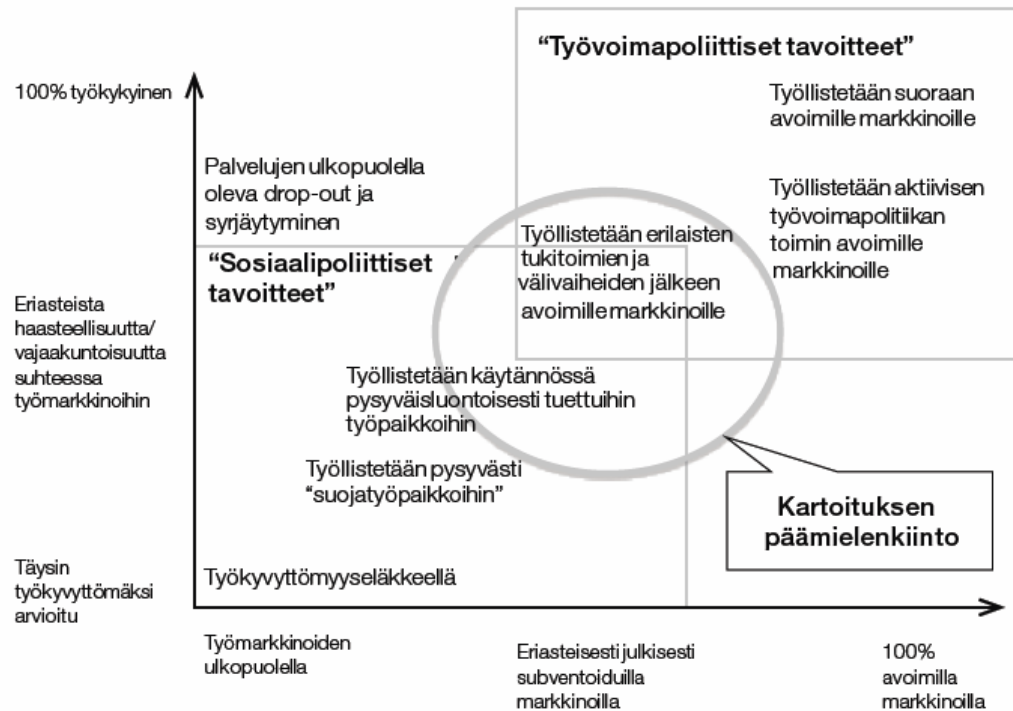 “Työvoimapoliittiset tavoitteet”
100% työkykyinen
Työllistetään suoraan
avoimille markkinoille
Palvelujen ulkopuolella
oleva drop-out ja
syrjäytyminen
Työllistetään aktiivisen
työvoimapolitiikan
toimin avoimille
markkinoille
Työllistetään erilaisten
tukitoimien ja
välivaiheiden jälkeen
avoimille markkinoille
“Sosiaalipoliittiset
tavoitteet”
Eriasteista
haasteellisuutta/
vajaakuntoisuutta
suhteessa
työmarkkinoihin
Työllistetään käytännössä
pysyväisluontoisesti tuettuihin
työpaikkoihin
Työllistetään pysyvästi
“suojatyöpaikkoihin”
Kartoituksen
päämielenkiinto
Täysin
työkyvyttömäksi
arvioitu
Työkyvyttömyyseläkkeellä
Työmarkkinoiden
ulkopuolella
Eriasteisesti julkisesti
subventoiduilla
markkinoilla
100%
avoimilla
markkinoilla